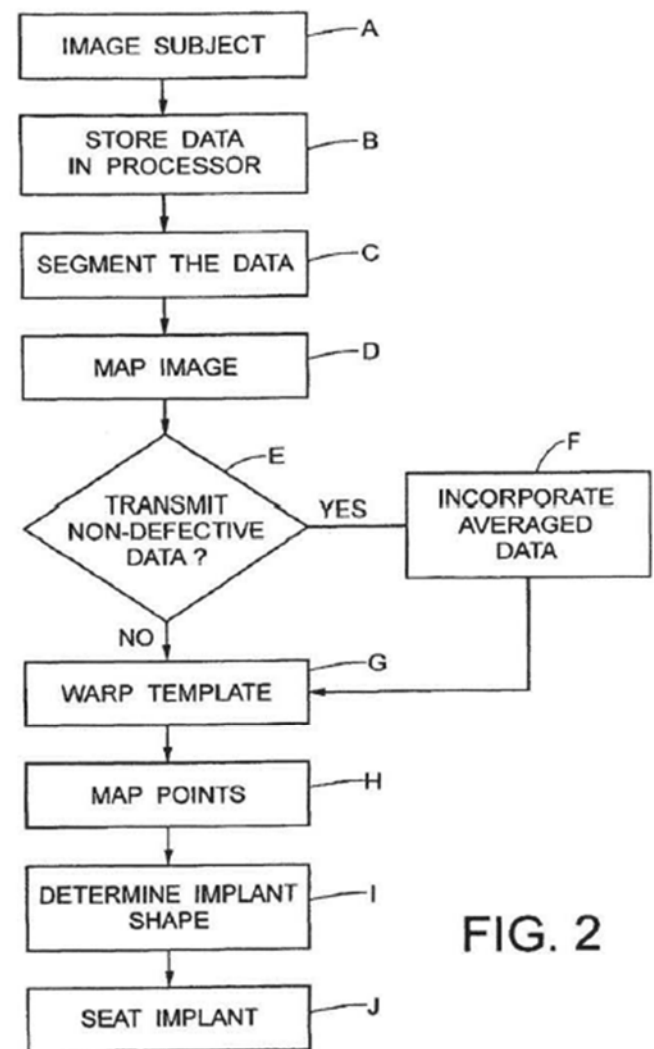 IMAGE SUBJECT
A
STORE DATA
IN PROCESSOR
B
SEGMENT THE DATA
C
MAP IMAGE
D
E
TRANSMIT
NON-DEFECTIVE
DATA ?
YES
F
INCORPORATE
AVERAGED
DATA
NO
WARP TEMPLATE
G
MAP POINTS
H
DETERMINE IMPLANT
SHAPE
I
SEAT IMPLANT
J
FIG. 2